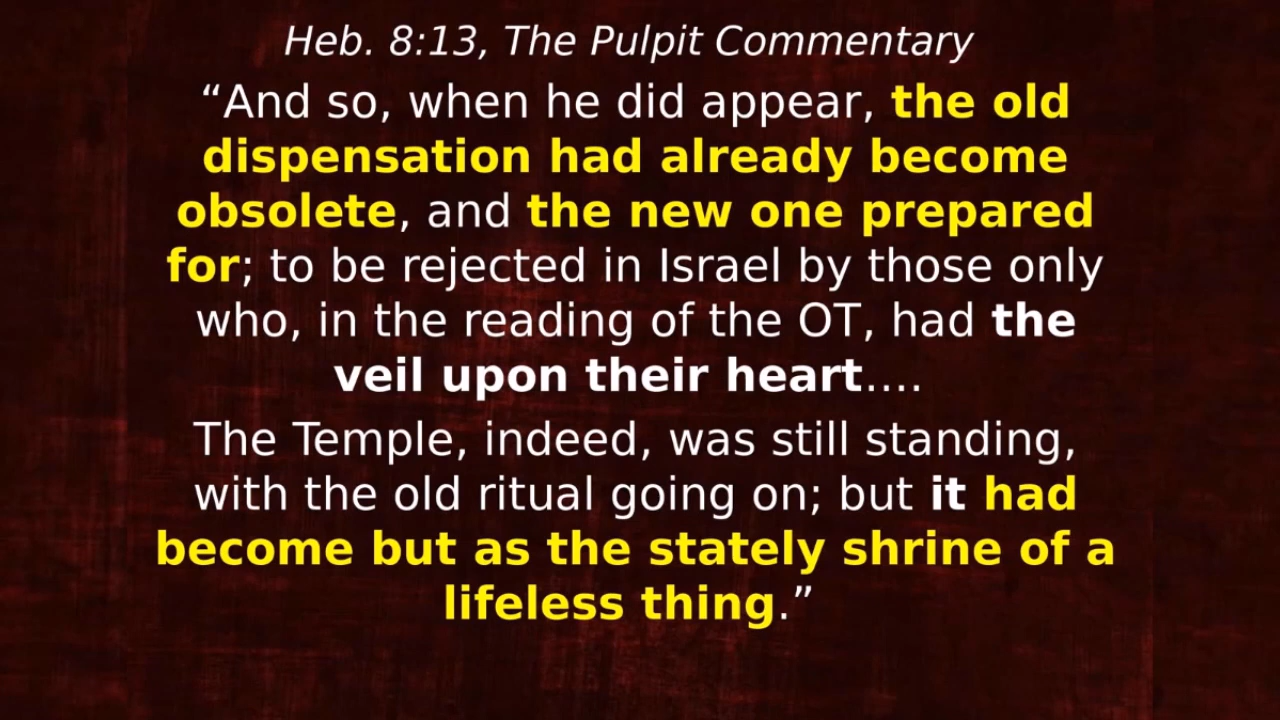 Heb. 8:13, The Pulpit Commentary
“And so, when he did appear, the old
dispensation had already become
obsolete, and the new one prepared
for; to be rejected in Israel by those only
who, in the reading of the OT, had the
veil upon their heart….
The Temple, indeed, was still standing,
with the old ritual going on; but it had
become but as the stately shrine of a
lifeless thing.”